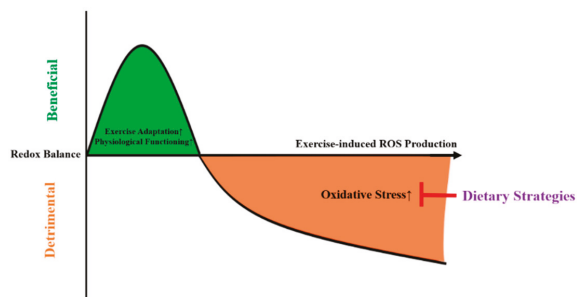 Beneficial
Exercise Adaptation↑
Physiological Functioning↑
Exercise-induced ROS Production
Redox Balance
Detrimental
Oxidative Stress↑
Dietary Strategies